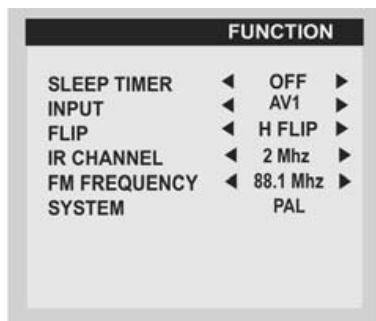 FUNCTION
SLEEP TIMER ◀ OFF ▶
INPUT ◀ AV1 ▶
FLIP ◀ H FLIP ▶
IR CHANNEL ◀ 2 Mhz ▶
FM FREQUENCY ◀ 88.1 Mhz ▶
SYSTEM PAL